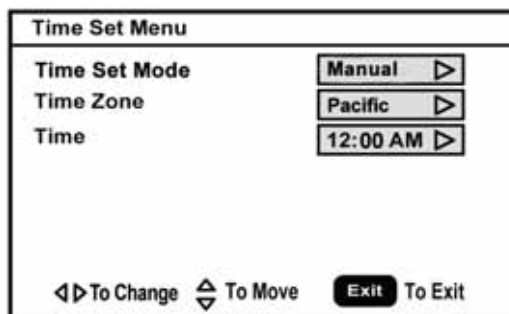 Time Set Menu
Time Set Mode Manual
Time Zone Pacific
Time 12:00 AM
To Change To Move Exit To Exit